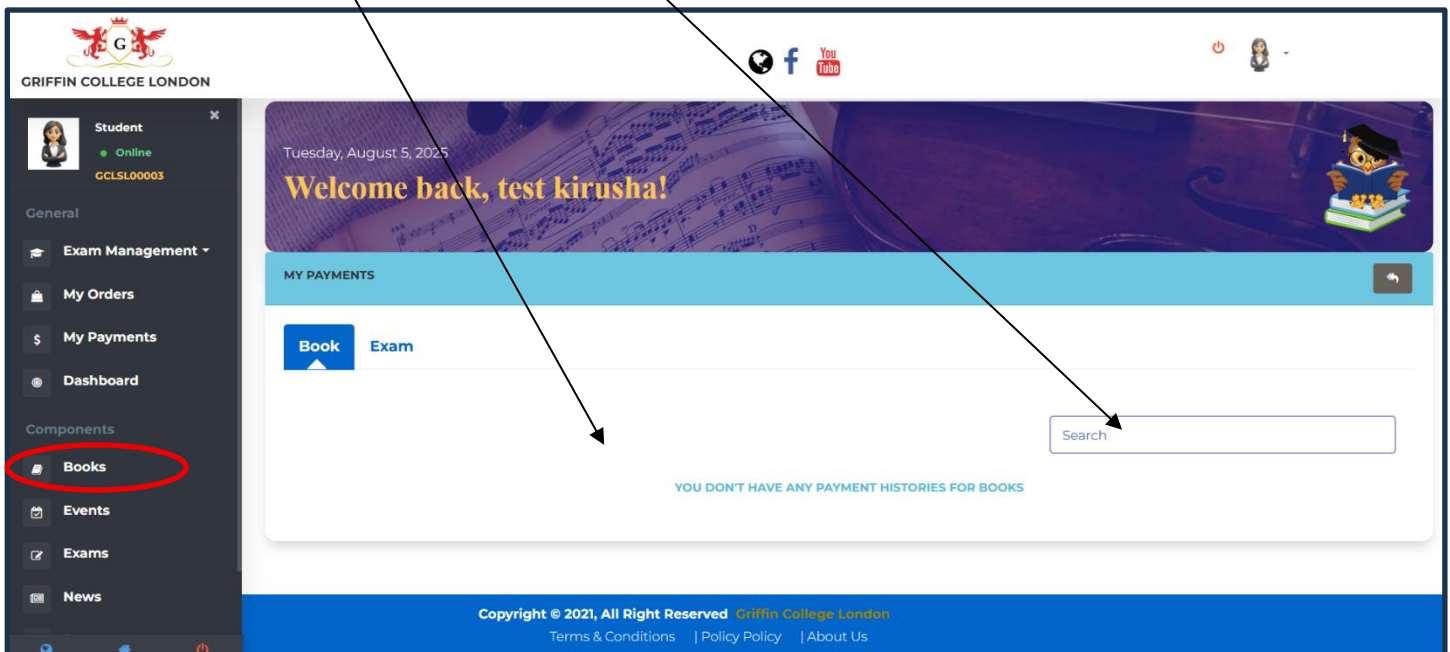 G
GRIFFIN COLLEGE LONDON
You
Tube
Student
Online
GCLSL00003
General
Exam Management
My Orders
$ My Payments
Dashboard
Components
Books
Events
Exams
News
Tuesday, August 5, 2025
Welcome back, test kirusha!
MY PAYMENTS
Book Exam
Search
YOU DON'T HAVE ANY PAYMENT HISTORIES FOR BOOKS
Copyright © 2021, All Right Reserved Griffin College London
Terms & Conditions | Policy Policy | About Us